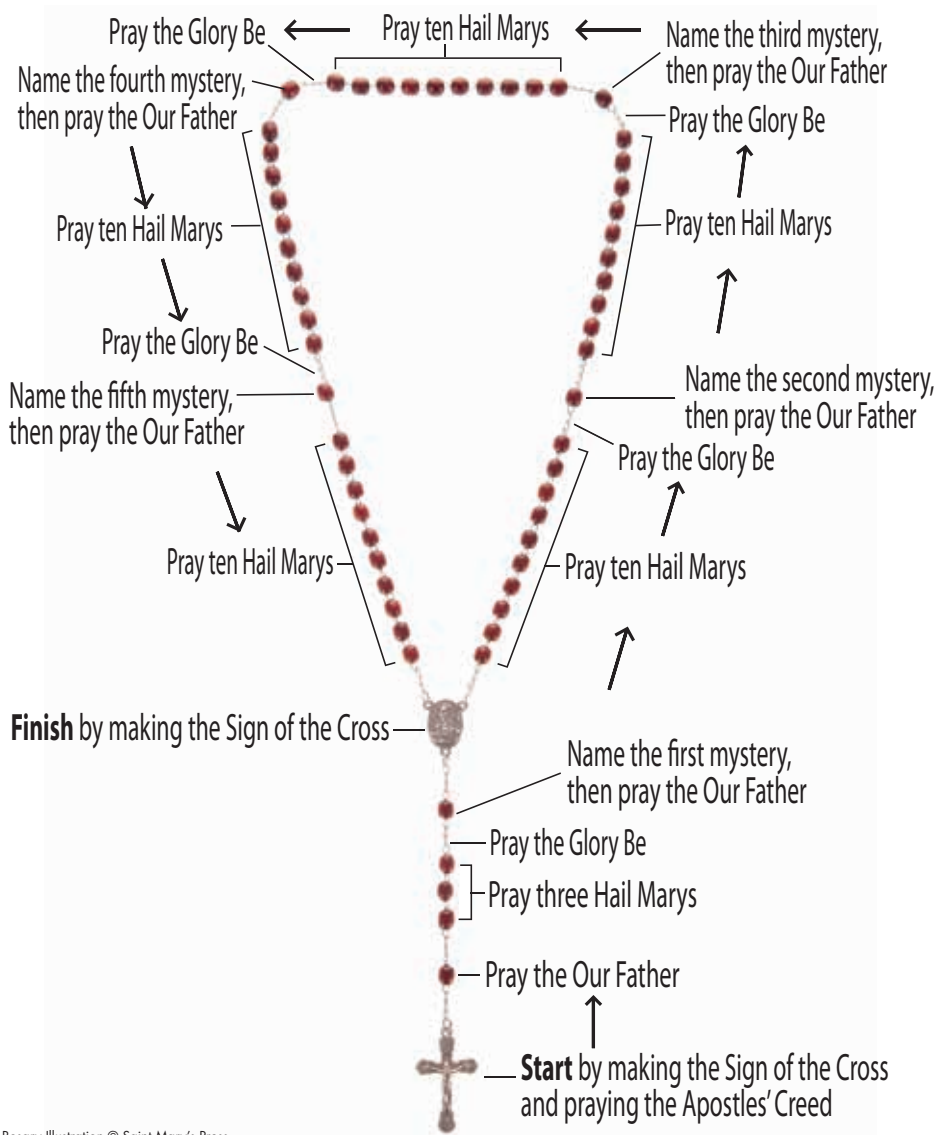 Pray the Glory Be
Pray ten Hail Marys
Name the third mystery,
then pray the Our Father
Name the fourth mystery,
then pray the Our Father
Pray the Glory Be
Pray ten Hail Marys
Pray ten Hail Marys
Pray the Glory Be
Name the fifth mystery,
then pray the Our Father
Name the second mystery,
then pray the Our Father
Pray the Glory Be
Pray ten Hail Marys
Pray ten Hail Marys
Finish by making the Sign of the Cross
Name the first mystery,
then pray the Our Father
Pray the Glory Be
Pray three Hail Marys
Pray the Our Father
Start by making the Sign of the Cross
and praying the Apostles' Creed
Rosary Illustration © Saint Mary's Press